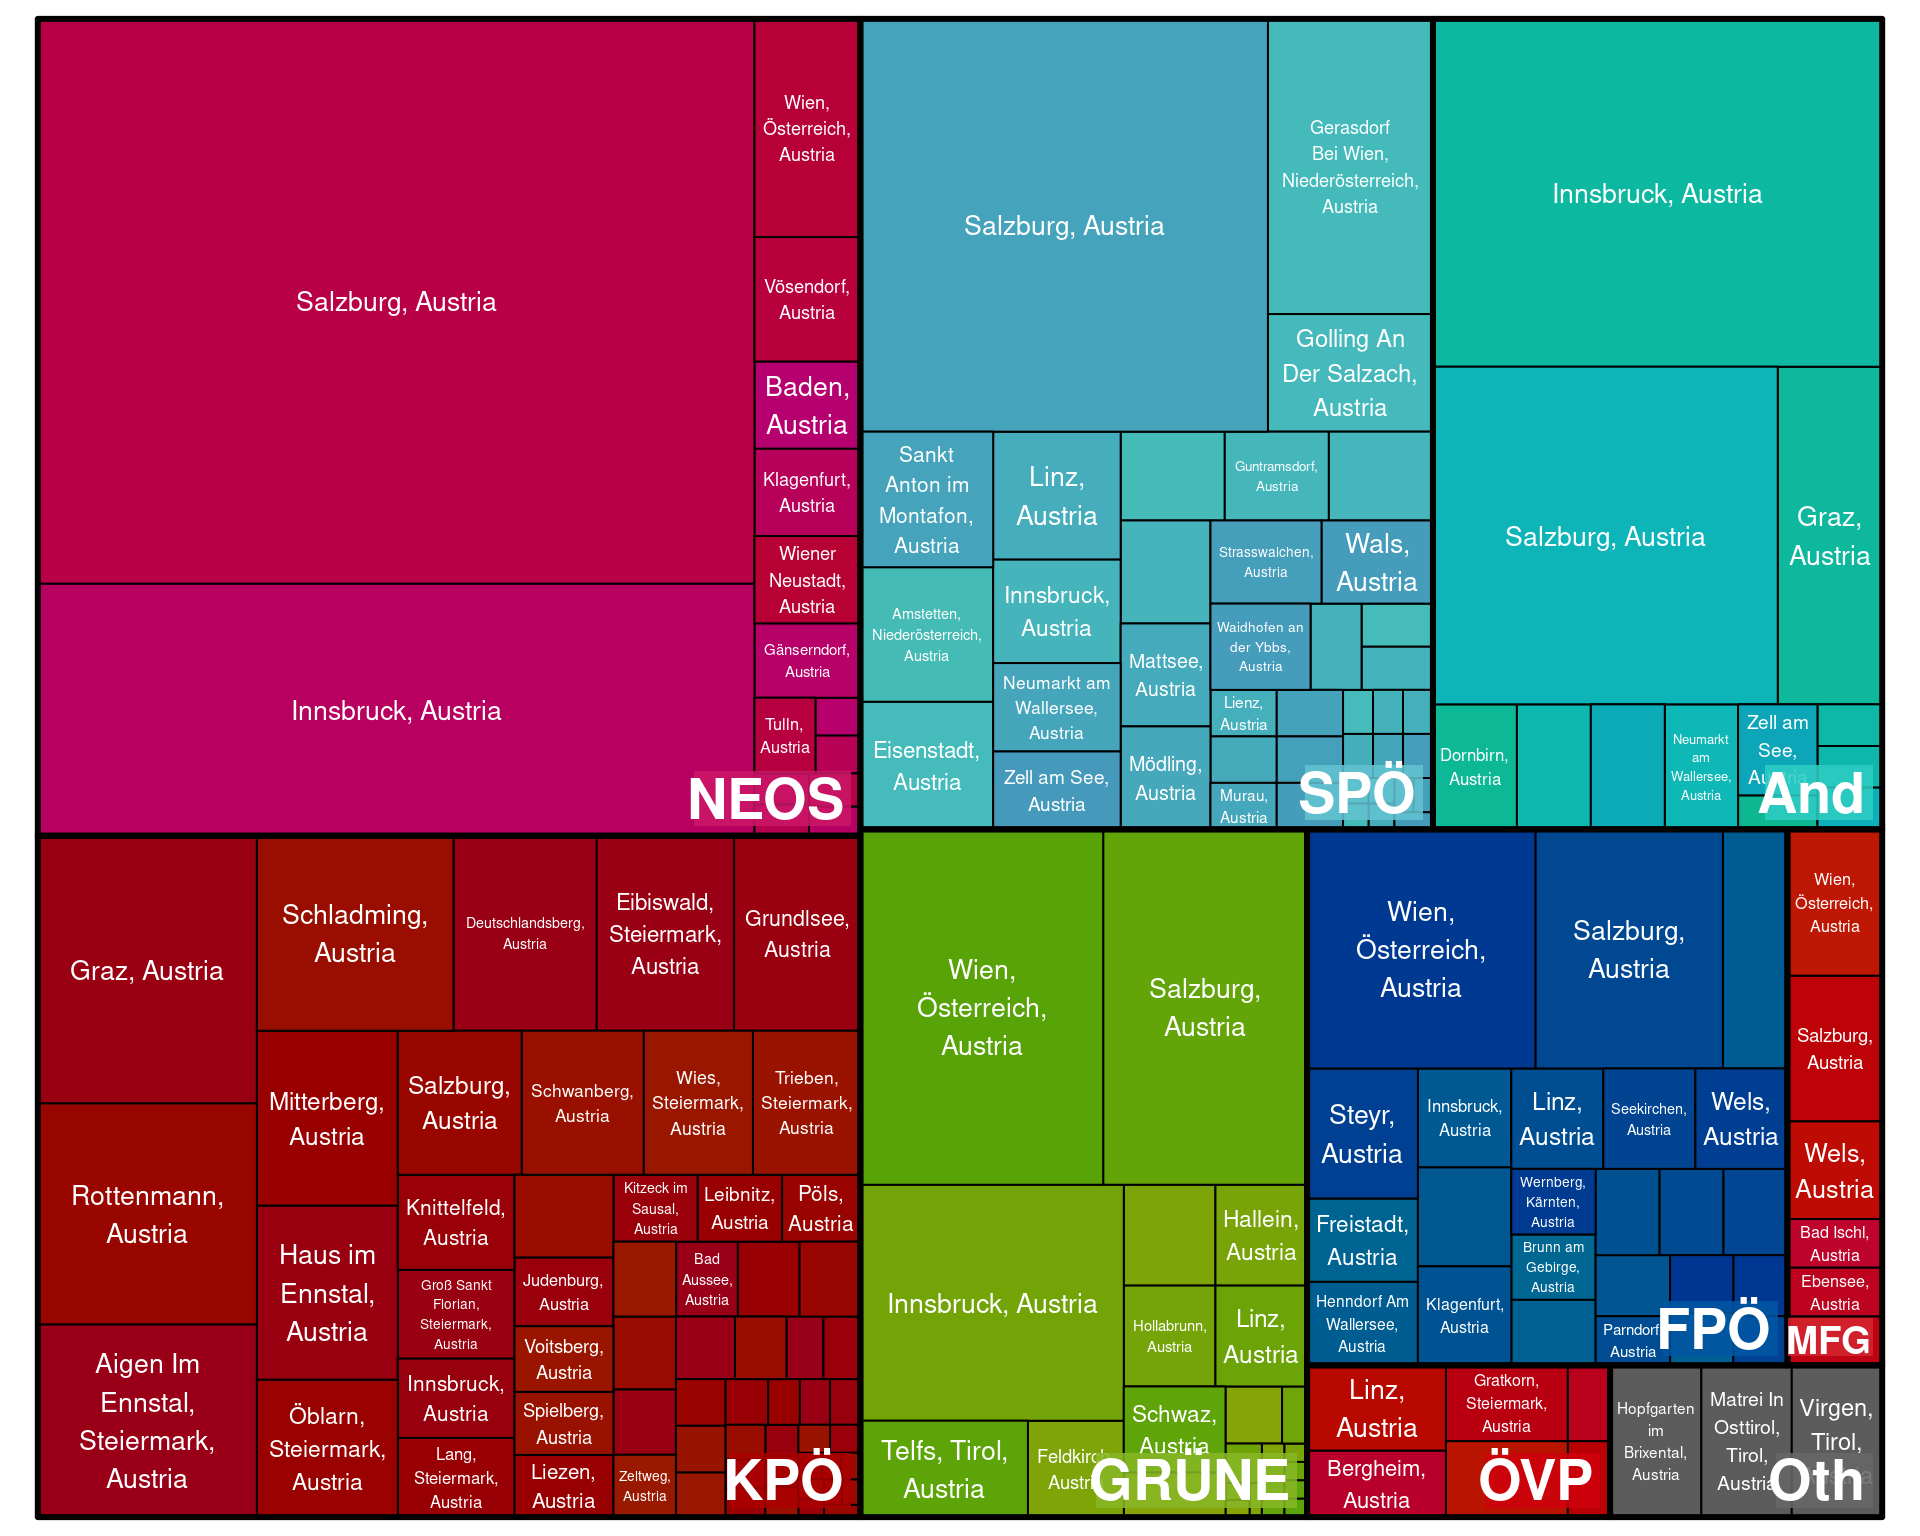 Salzburg, Austria
Innsbruck, Austria
Wien,
Österreich,
Austria
Vösendorf,
Austria
Baden,
Austria
Klagenfurt,
Austria
Wiener
Neustadt,
Austria
Gänserndorf,
Austria
Tulln,
Austria
NEOS
Salzburg, Austria
Gerasdorf
Bei Wien,
Niederösterreich,
Austria
Golling An
Der Salzach,
Austria
Sankt
Anton im
Montafon,
Austria
Amstetten,
Niederösterreich,
Austria
Eisenstadt,
Austria
Linz,
Austria
Innsbruck,
Austria
Neumarkt am
Wallersee,
Austria
Zell am See,
Austria
Guntramsdorf,
Austria
Strasswalchen,
Austria
Wals,
Austria
Waidhofen an
der Ybbs,
Austria
Mattsee,
Austria
Mödling,
Austria
Lienz,
Austria
Murau,
Austria
SPÖ
Innsbruck, Austria
Salzburg, Austria
Graz,
Austria
Dornbirn,
Austria
Neumarkt
am
Wallersee,
Austria
Zell am
See,
Austria
And
Graz, Austria
Rottenmann,
Austria
Aigen Im
Ennstal,
Steiermark,
Austria
Schladming,
Austria
Deutschlandsberg,
Austria
Eibiswald,
Steiermark,
Austria
Grundlsee,
Austria
Mitterberg,
Austria
Haus im
Ennstal,
Austria
Öblarn,
Steiermark,
Austria
Salzburg,
Austria
Schwanberg,
Austria
Wies,
Steiermark,
Austria
Trieben,
Steiermark,
Austria
Knittelfeld,
Austria
Groß Sankt
Florian,
Steiermark,
Austria
Innsbruck,
Austria
Lang,
Steiermark,
Austria
Judenburg,
Austria
Voitsberg,
Austria
Spielberg,
Austria
Liezen,
Austria
Kitzeck im
Sausal,
Austria
Leibnitz,
Austria
Pöls,
Austria
Bad
Aussee,
Austria
Zeltweg,
Austria
KPÖ
Wien,
Österreich,
Austria
Salzburg,
Austria
Innsbruck, Austria
Hallein,
Austria
Hollabrunn,
Austria
Linz,
Austria
Telfs, Tirol,
Austria
Feldkirch,
Austria
Schwaz,
Austria
GRÜNE
Wien,
Österreich,
Austria
Salzburg,
Austria
Steyr,
Austria
Freistadt,
Austria
Henndorf Am
Wallersee,
Austria
Innsbruck,
Austria
Klagenfurt,
Austria
Linz,
Austria
Seekirchen,
Austria
Wels,
Austria
Wernberg,
Kärnten,
Austria
Brunn am
Gebirge,
Austria
Parndorf,
Austria
FPÖ
Wien,
Österreich,
Austria
Salzburg,
Austria
Wels,
Austria
Bad Ischl,
Austria
Ebensee,
Austria
MFG
Linz,
Austria
Bergheim,
Austria
Gratkorn,
Steiermark,
Austria
ÖVP
Hopfgarten
im
Brixental,
Austria
Matrei In
Osttirol,
Tirol,
Austria
Virgen,
Tirol,
Austria
Oth